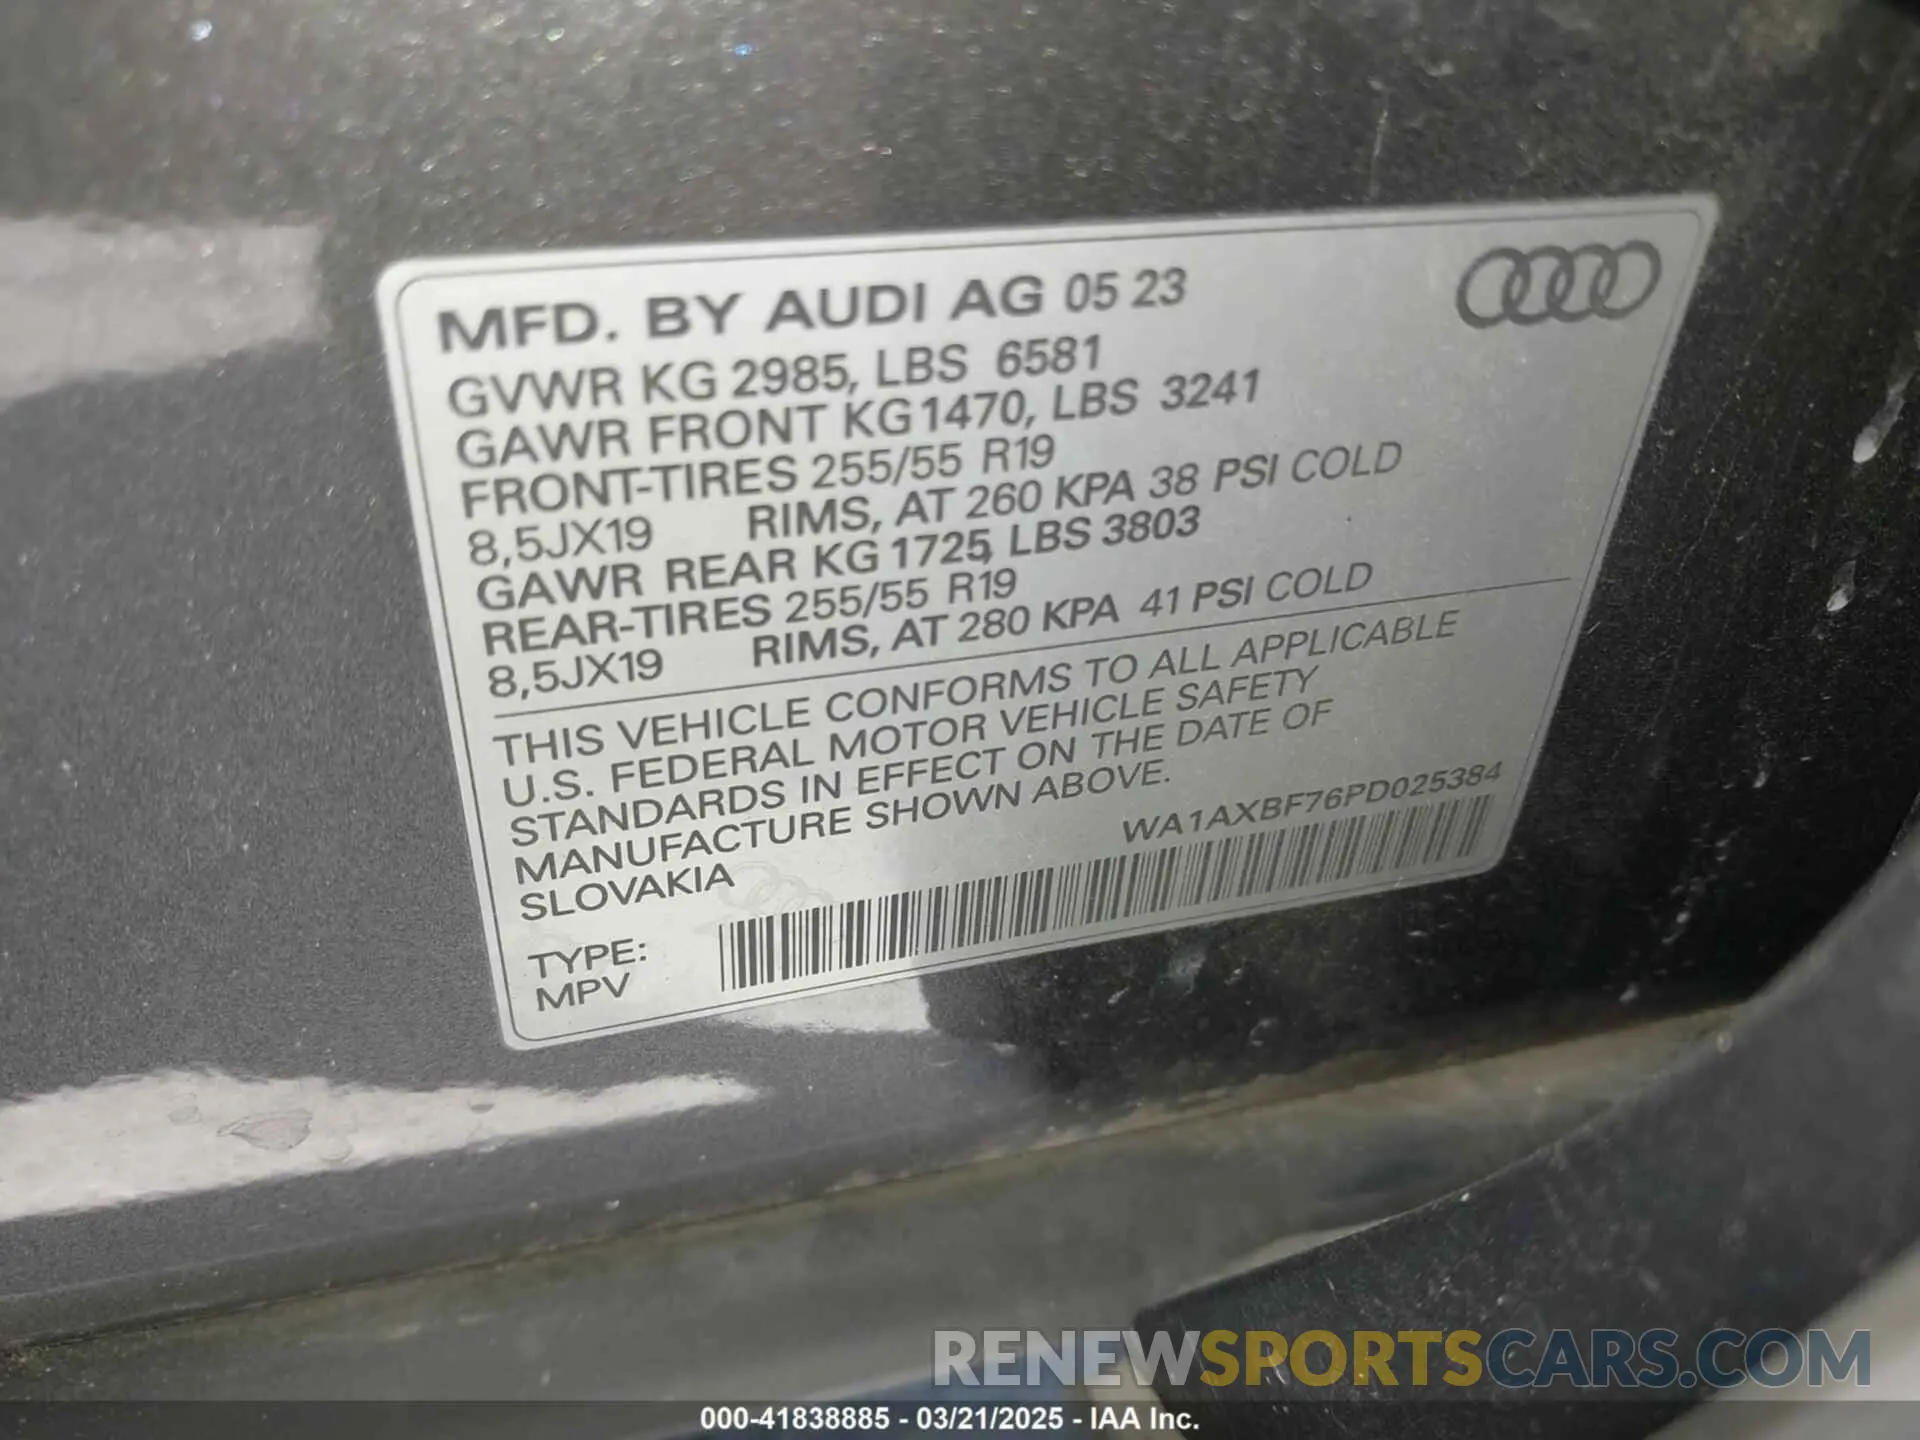 MFD. BY AUDI AG 05 23
GVWR KG 2985, LBS 6581
GAWR FRONT KG 1470, LBS 3241
FRONT-TIRES 255/55 R19
8,5JX19 RIMS, AT 260 KPA 38 PSI COLD
GAWR REAR KG 1725, LBS 3803
REAR-TIRES 255/55 R19
8,5JX19 RIMS, AT 280 KPA 41 PSI COLD
THIS VEHICLE CONFORMS TO ALL APPLICABLE
U.S. FEDERAL MOTOR VEHICLE SAFETY
STANDARDS IN EFFECT ON THE DATE OF
MANUFACTURE SHOWN ABOVE.
SLOVAKIA
WA1AXBF76PD025384
TYPE:
MPV
RENEWSPORTSCARS.COM
000-41838885 - 03/21/2025 - IAA Inc.